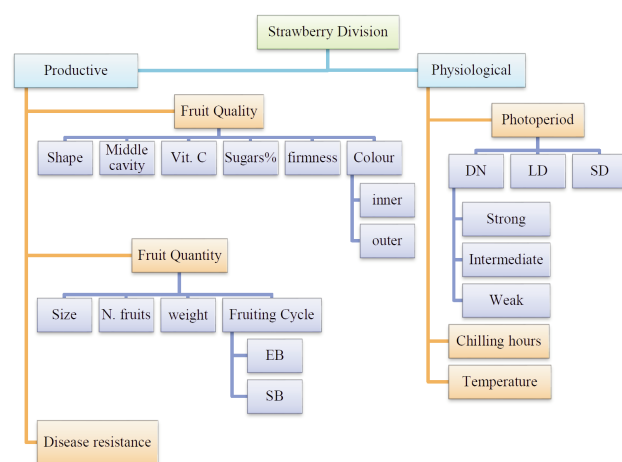 Strawberry Division
Productive
Physiological
Fruit Quality
Photoperiod
Shape
Middle
cavity
Vit. C
Sugars%
firmness
Colour
DN
LD
SD
inner
Strong
outer
Fruit Quantity
Intermediate
Weak
Size
N. fruits
weight
Fruiting Cycle
Chilling hours
EB
Temperature
SB
Disease resistance